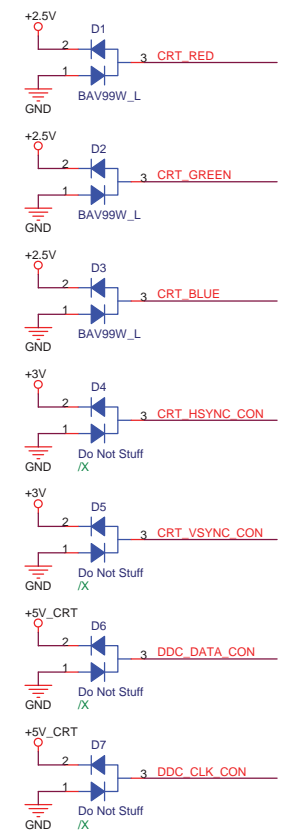 +2.5V
D1
2
3 CRT_RED
1
BAV99W_L
GND
+2.5V
D2
2
3 CRT_GREEN
1
BAV99W_L
GND
+2.5V
D3
2
3 CRT_BLUE
1
BAV99W_L
GND
+3V
D4
2
3 CRT_HSYNC_CON
1
Do Not Stuff
GND /X
+3V
D5
2
3 CRT_VSYNC_CON
1
Do Not Stuff
GND /X
+5V_CRT
D6
2
3 DDC_DATA_CON
1
Do Not Stuff
GND /X
+5V_CRT
D7
2
3 DDC_CLK_CON
1
Do Not Stuff
GND /X